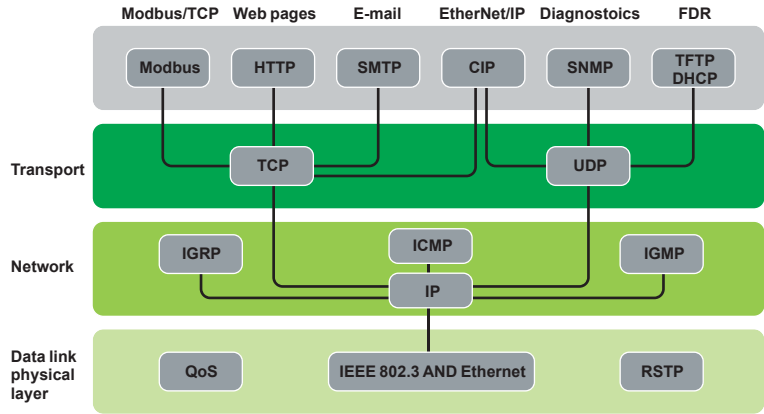 Modbus/TCP Web pages E-mail EtherNet/IP Diagnostoics FDR
Modbus HTTP SMTP CIP SNMP TFTP
DHCP
Transport TCP UDP
ICMP
IGRP IGMP
Network
IP
Data link
physical
layer
QoS IEEE 802.3 AND Ethernet RSTP